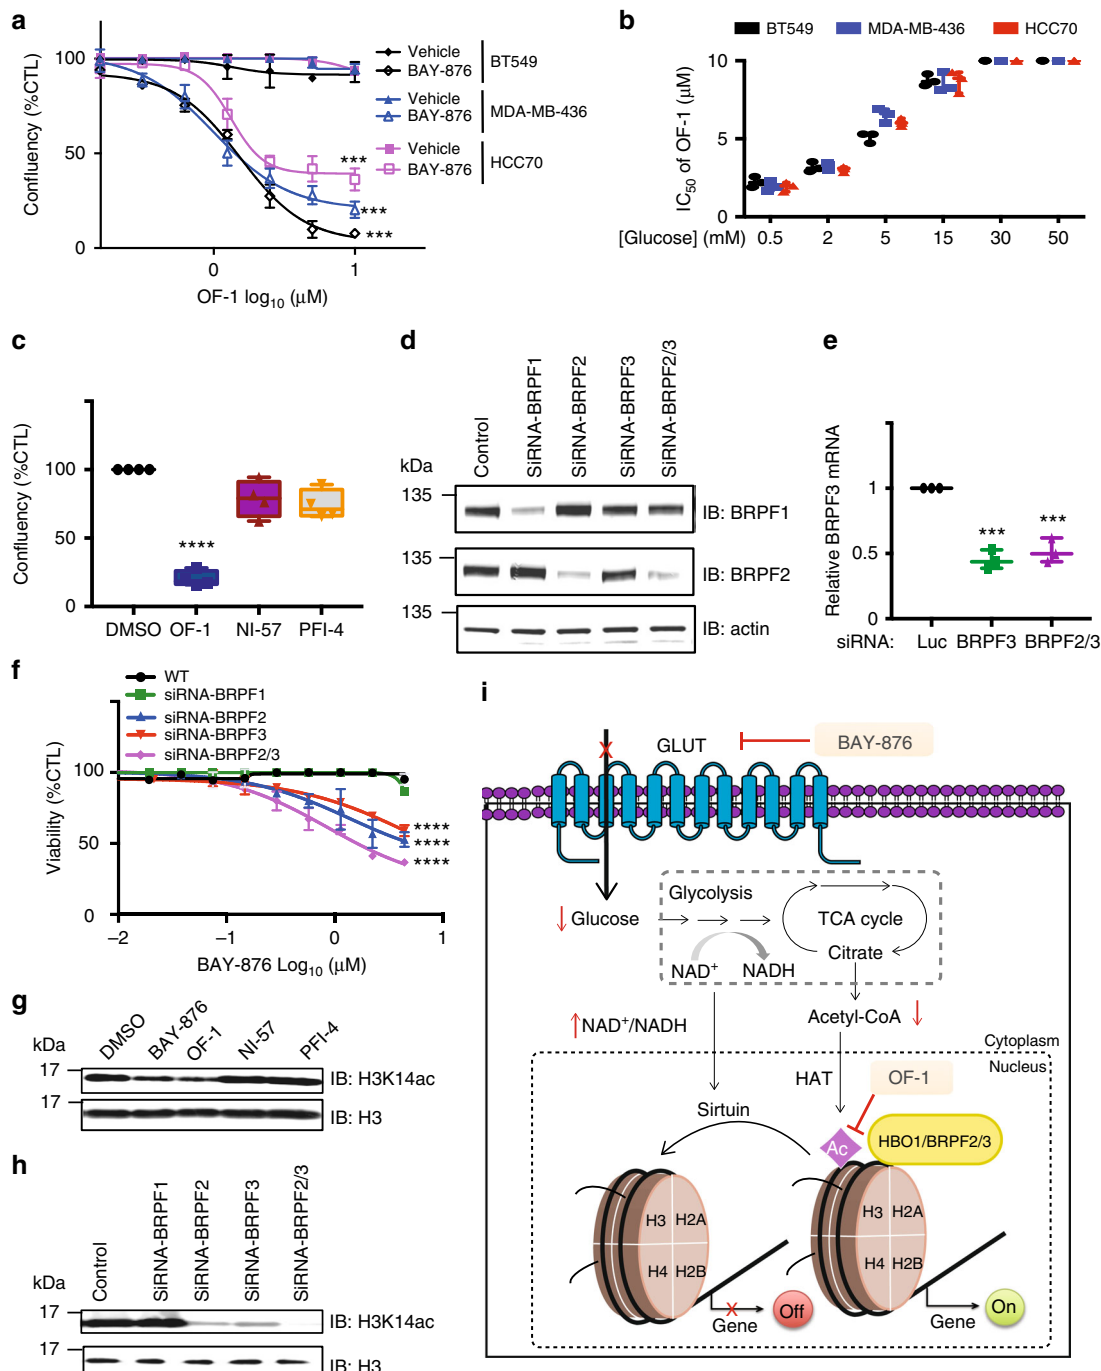 a
Confluency (%CTL)
100
50
0
0
1
OF-1 log10 (μM)
Vehicle
BAY-876
BT549
Vehicle
BAY-876
MDA-MB-436
Vehicle
BAY-876
HCC70
***
***
***
b
BT549
MDA-MB-436
HCC70
IC50 of OF-1 (μM)
10
5
0
[Glucose] (mM)
0.5
2
5
15
30
50
c
Confluency (%CTL)
100
50
0
****
DMSO
OF-1
NI-57
PFI-4
d
Control
SiRNA-BRPF1
SiRNA-BRPF2
SiRNA-BRPF3
SiRNA-BRPF2/3
kDa
135
IB: BRPF1
135
IB: BRPF2
135
IB: actin
e
Relative BRPF3 mRNA
1
0.5
0
***
***
siRNA:
Luc
BRPF3
BRPF2/3
f
WT
siRNA-BRPF1
siRNA-BRPF2
siRNA-BRPF3
siRNA-BRPF2/3
Viability (%CTL)
100
50
0
****
****
****
−2
−1
0
1
BAY-876 Log10 (μM)
g
DMSO
BAY-876
OF-1
NI-57
PFI-4
kDa
17
IB: H3K14ac
17
IB: H3
h
Control
SiRNA-BRPF1
SiRNA-BRPF2
SiRNA-BRPF3
SiRNA-BRPF2/3
kDa
17
IB: H3K14ac
17
IB: H3
i
X
GLUT
BAY-876
Glucose
Glycolysis
TCA cycle
Citrate
NAD+
NADH
NAD+/NADH
Acetyl-CoA
Cytoplasm
Nucleus
HAT
OF-1
Sirtuin
Ac
HBO1/BRPF2/3
H3
H2A
H4
H2B
X
Gene
Off
H3
H2A
H4
H2B
Gene
On